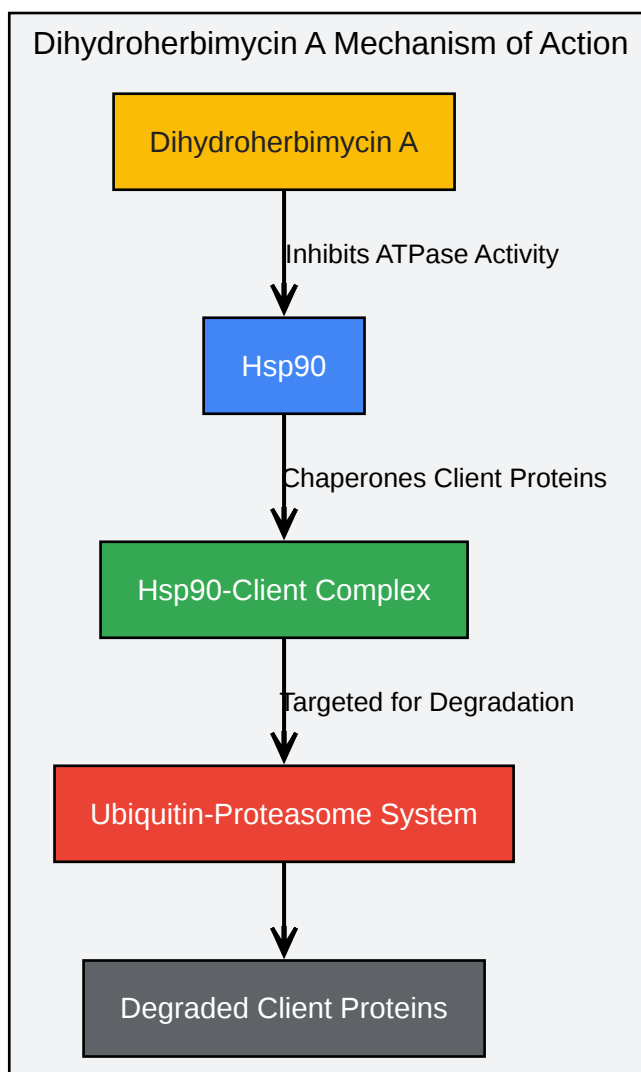 Dihydroherbimycin A Mechanism of Action
Dihydroherbimycin A
Inhibits ATPase Activity
Hsp90
Chaperones Client Proteins
Hsp90-Client Complex
Targeted for Degradation
Ubiquitin-Proteasome System
Degraded Client Proteins